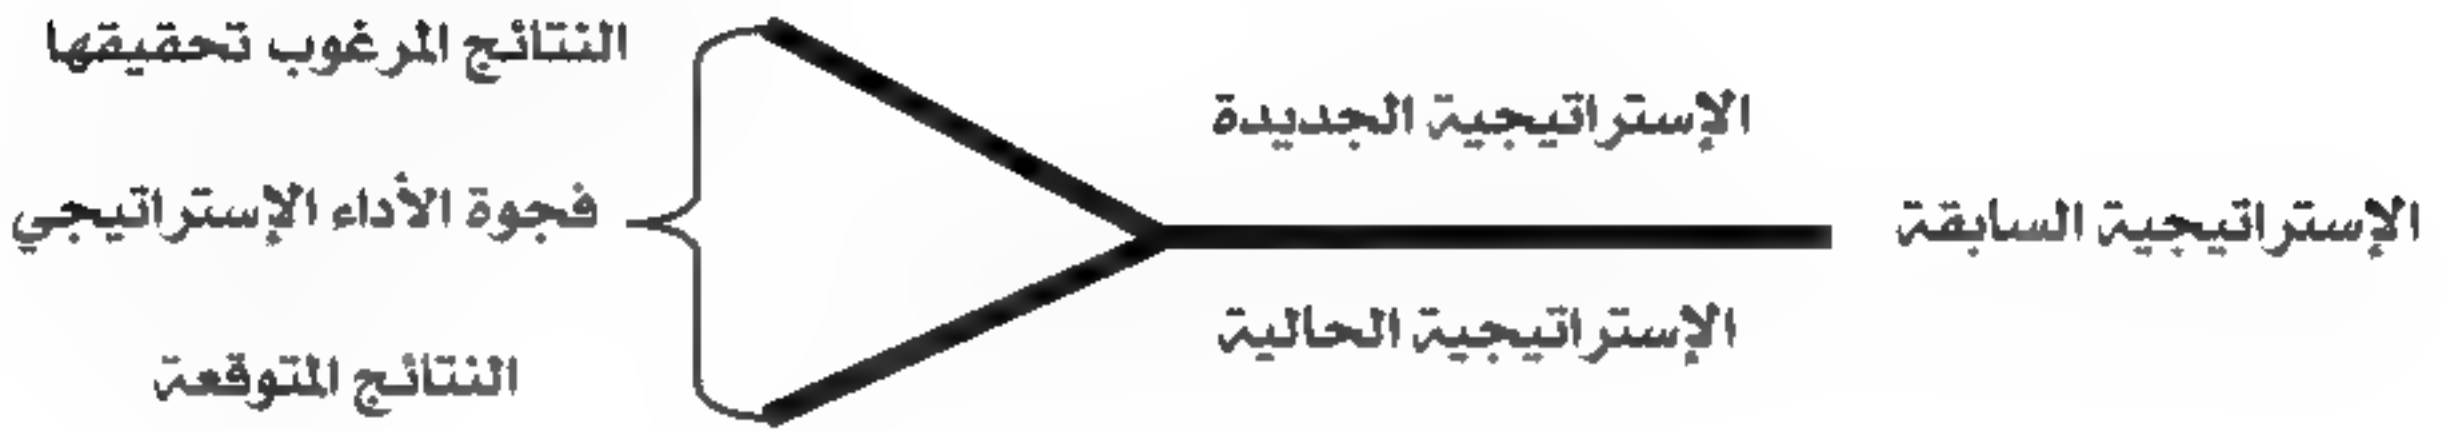 النتائج المرغوب تحقيقها
الإستراتيجية الجديدة
الإستراتيجية السابقة
فجوة الأداء الإستراتيجي
الإستراتيجية الحالية
النتائج المتوقعة